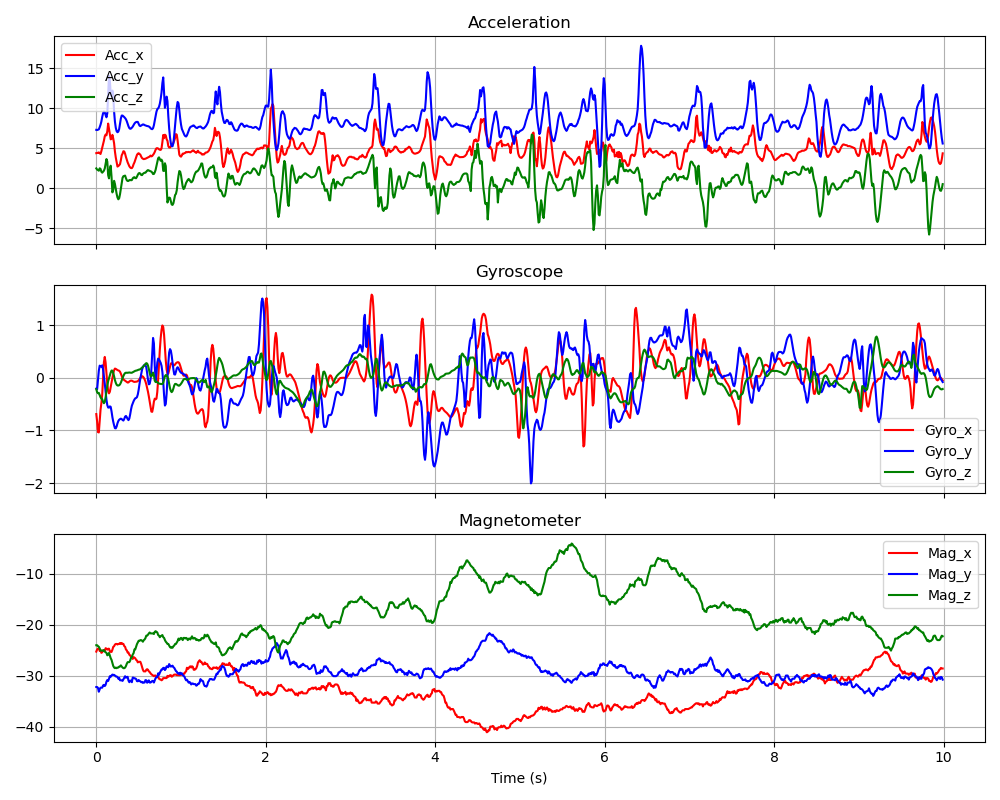 Acceleration
Acc_x
Acc_y
Acc_z
15
10
5
0
−5
Gyroscope
1
0
−1
−2
Gyro_x
Gyro_y
Gyro_z
Magnetometer
Mag_x
Mag_y
Mag_z
−10
−20
−30
−40
0 2 4 6 8 10
Time (s)